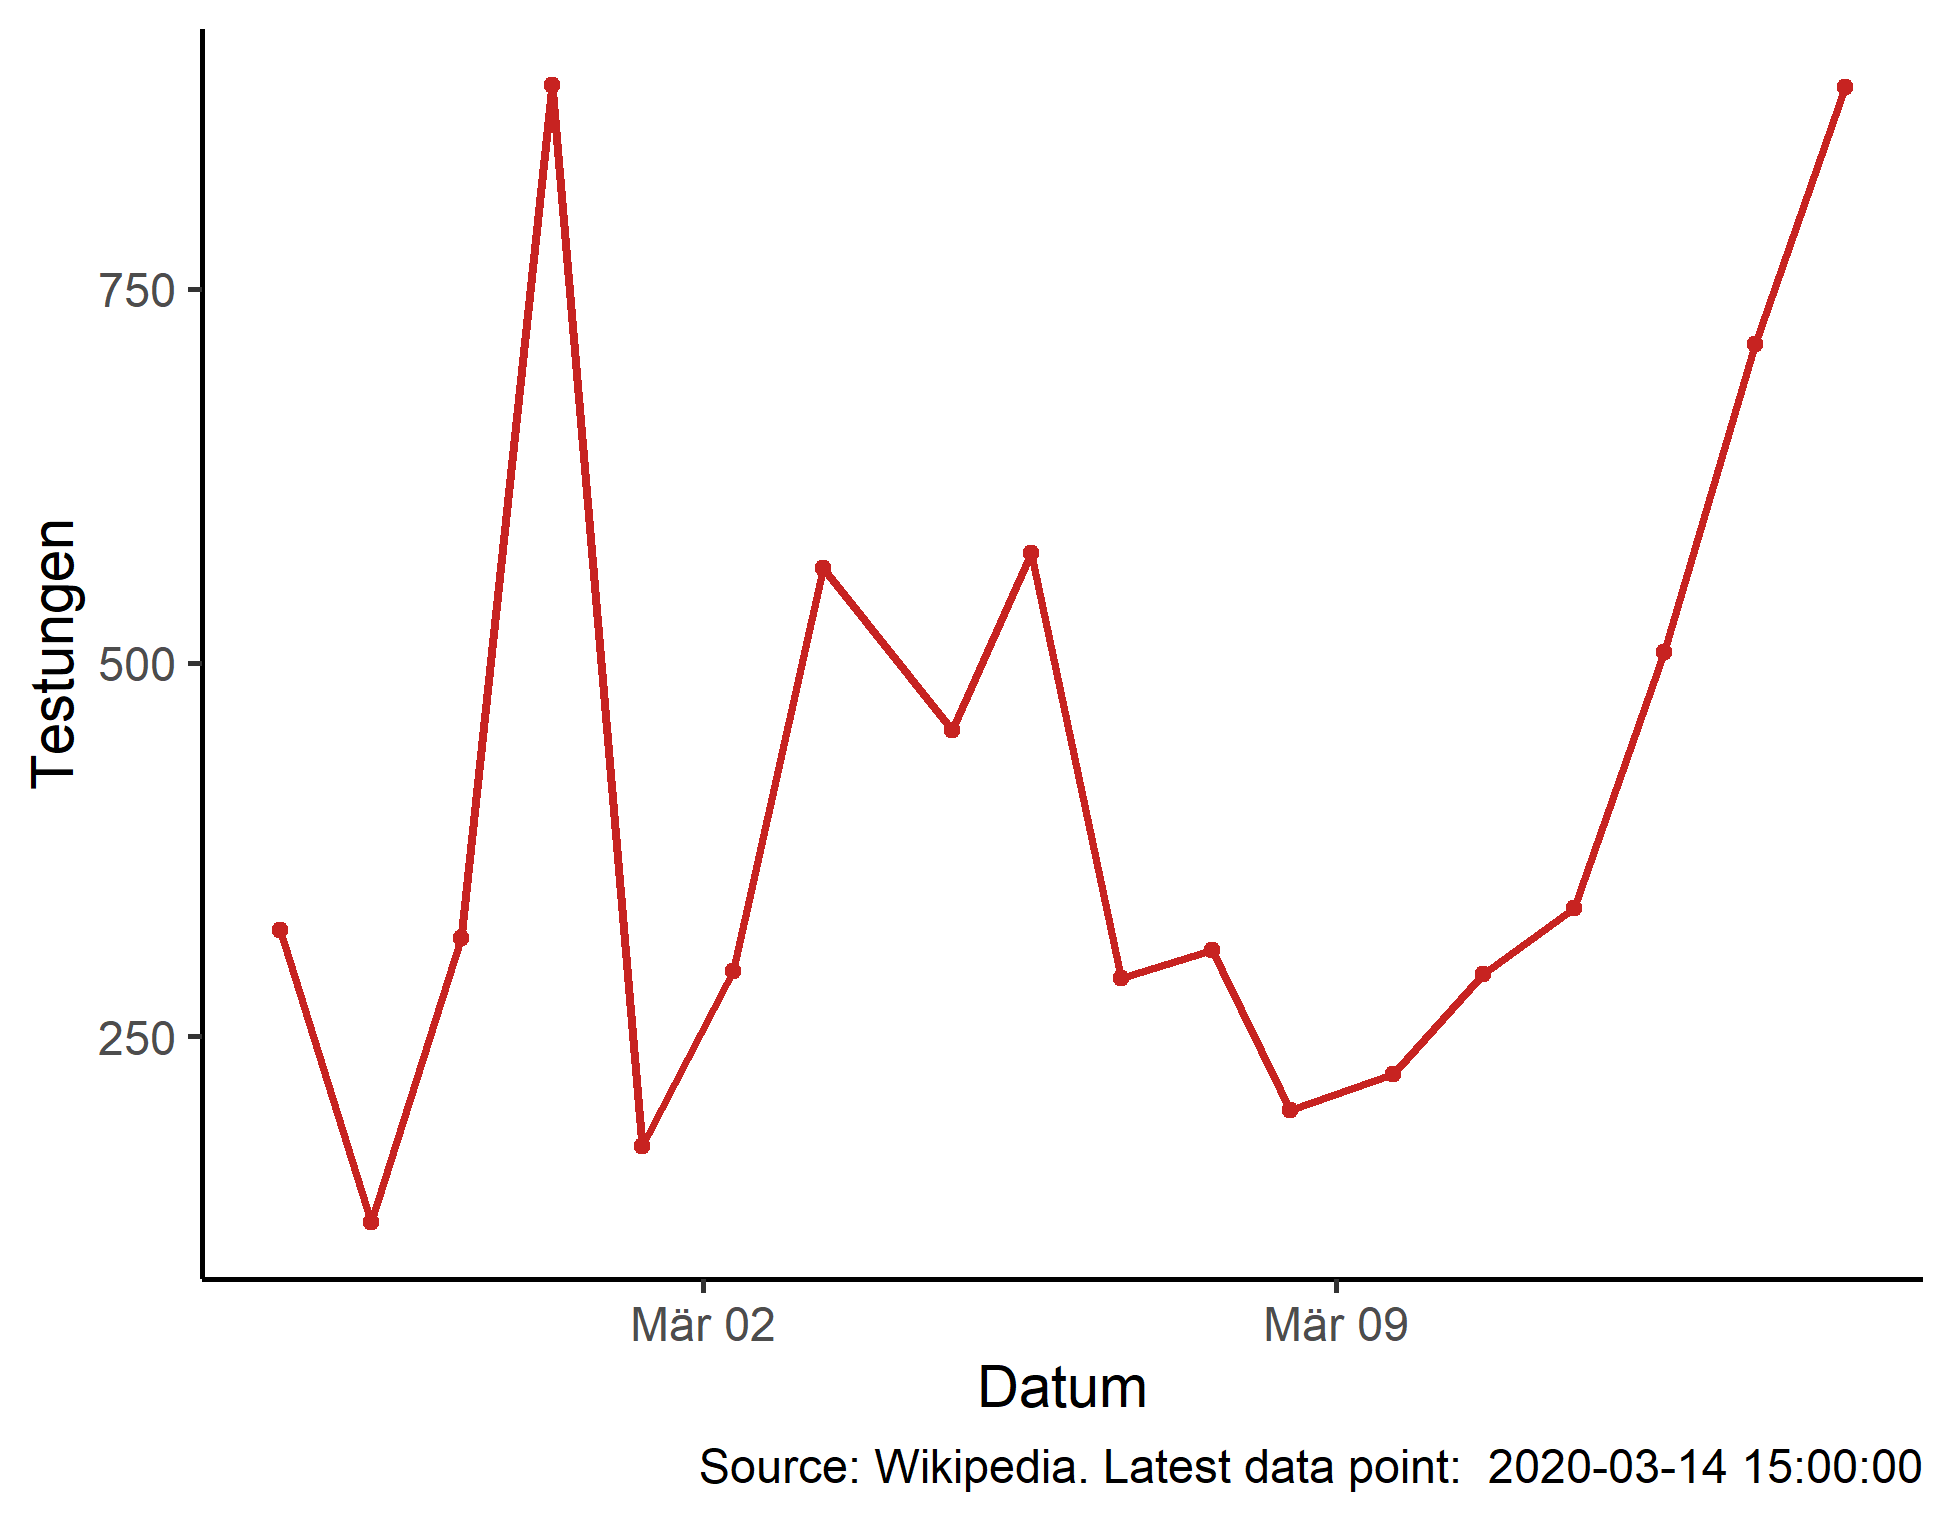 750
500
250
Testungen
Mär 02
Mär 09
Datum
Source: Wikipedia. Latest data point:  2020-03-14 15:00:00